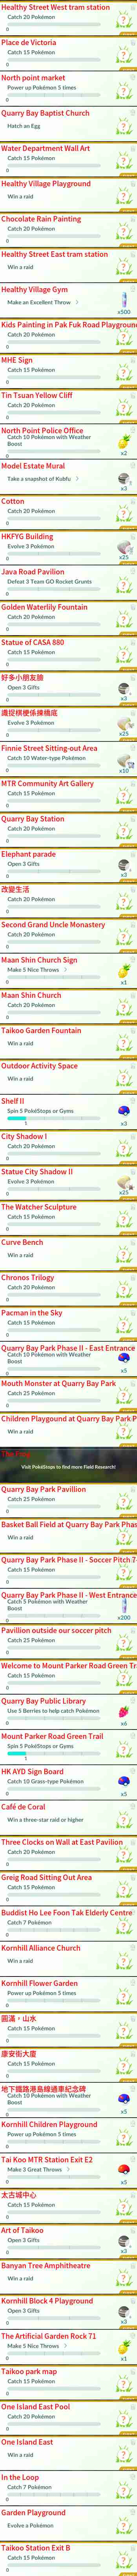 Healthy Street West tram station
Catch 20 Pokémon
0
Place de Victoria
Catch 15 Pokémon
0
North point market
Power up Pokémon 5 times
0
Quarry Bay Baptist Church
Hatch an Egg
Water Department Wall Art
Catch 15 Pokémon
0
Healthy Village Playground
Win a raid
Chocolate Rain Painting
Catch 20 Pokémon
0
Healthy Street East tram station
Win a raid
Healthy Village Gym
Make an Excellent Throw >
x500
Kids Painting in Pak Fuk Road Playground
Catch 20 Pokémon
0
MHE Sign
Catch 15 Pokémon
0
Tin Tsuan Yellow Cliff
Catch 20 Pokémon
0
North Point Police Office
Catch 10 Pokémon with Weather
Boost
0
x2
Model Estate Mural
Take a snapshot of Kubfu >
x3
Cotton
Catch 20 Pokémon
0
HKFYG Building
Evolve 3 Pokémon
0
x25
Java Road Pavilion
Defeat 3 Team GO Rocket Grunts
0
Golden Waterlily Fountain
Catch 20 Pokémon
0
Statue of CASA 880
Catch 15 Pokémon
0
好多小朋友臉
Open 3 Gifts
0
x3
Evolve 3 Pokémon
0
x25
Finnie Street Sitting-out Area
Catch 10 Water-type Pokémon
0
x10
MTR Community Art Gallery
Catch 15 Pokémon
0
Quarry Bay Station
Catch 20 Pokémon
0
Elephant parade
Open 3 Gifts
0
x3
改變生活
Catch 20 Pokémon
0
Second Grand Uncle Monastery
Catch 20 Pokémon
0
Maan Shin Church Sign
Make 5 Nice Throws >
0
x1
Maan Shin Church
Catch 20 Pokémon
0
Taikoo Garden Fountain
Win a raid
Outdoor Activity Space
Win a raid
Shelf II
Spin 5 PokéStops or Gyms
1
x3
City Shadow I
Catch 20 Pokémon
0
Statue City Shadow II
Evolve 3 Pokémon
0
x25
The Watcher Sculpture
Catch 15 Pokémon
0
Curve Bench
Win a raid
Chronos Trilogy
Catch 20 Pokémon
0
Pacman in the Sky
Catch 15 Pokémon
0
Quarry Bay Park Phase II - East Entrance
Catch 10 Pokémon with Weather
Boost
0
x5
Mouth Monster at Quarry Bay Park
Catch 25 Pokémon
0
Children Playgound at Quarry Bay Park P
Win a raid
Visit PokéStops to find more Field Research!
Quarry Bay Park Pavillion
Catch 25 Pokémon
0
Basket Ball Field at Quarry Bay Park Phas
Win a raid
Quarry Bay Park Phase II - Soccer Pitch 7-
Catch 15 Pokémon
0
Quarry Bay Park Phase II - West Entrance
Catch 5 Pokémon with Weather
Boost
0
x200
Pavillion outside our soccer pitch
Catch 25 Pokémon
0
Welcome to Mount Parker Road Green Tr
Catch 15 Pokémon
0
Quarry Bay Public Library
Use 5 Berries to help catch Pokémon
0
x6
Mount Parker Road Green Trail
Spin 5 PokéStops or Gyms
1
HK AYD Sign Board
Catch 10 Grass-type Pokémon
0
x5
Café de Coral
Win a three-star raid or higher
Three Clocks on Wall at East Pavilion
Catch 20 Pokémon
0
Greig Road Sitting Out Area
Catch 15 Pokémon
0
Buddist Ho Lee Foon Tak Elderly Centre
Catch 7 Pokémon
0
Kornhill Alliance Church
Win a raid
Kornhill Flower Garden
Power up Pokémon 5 times
0
圓滿，山水
Catch 15 Pokémon
0
康安街大廈
Catch 15 Pokémon
0
地下鐵路港島線通車紀念碑
Catch 10 Pokémon with Weather
Boost
0
x5
Kornhill Children Playground
Power up Pokémon 5 times
0
Tai Koo MTR Station Exit E2
Make 3 Great Throws >
0
x5
太古城中心
Catch 15 Pokémon
0
Art of Taikoo
Open 3 Gifts
0
x3
Banyan Tree Amphitheatre
Win a raid
Kornhill Block 4 Playground
Open 3 Gifts
0
x3
The Artificial Garden Rock 71
Make 5 Nice Throws >
0
x1
Taikoo park map
Catch 15 Pokémon
0
One Island East Pool
Catch 20 Pokémon
0
One Island East
Win a raid
In the Loop
Catch 7 Pokémon
0
Garden Playground
Evolve a Pokémon
Taikoo Station Exit B
Catch 15 Pokémon
0